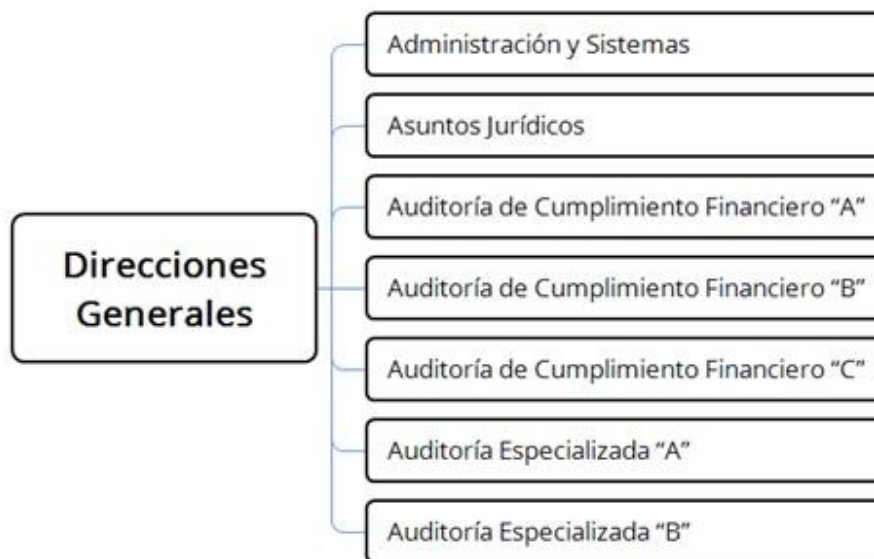 Administración y Sistemas
Asuntos Jurídicos
Auditoría de Cumplimiento Financiero “A”
Direcciones
Generales
Auditoría de Cumplimiento Financiero “B”
Auditoría de Cumplimiento Financiero “C”
Auditoría Especializada “A”
Auditoría Especializada “B”